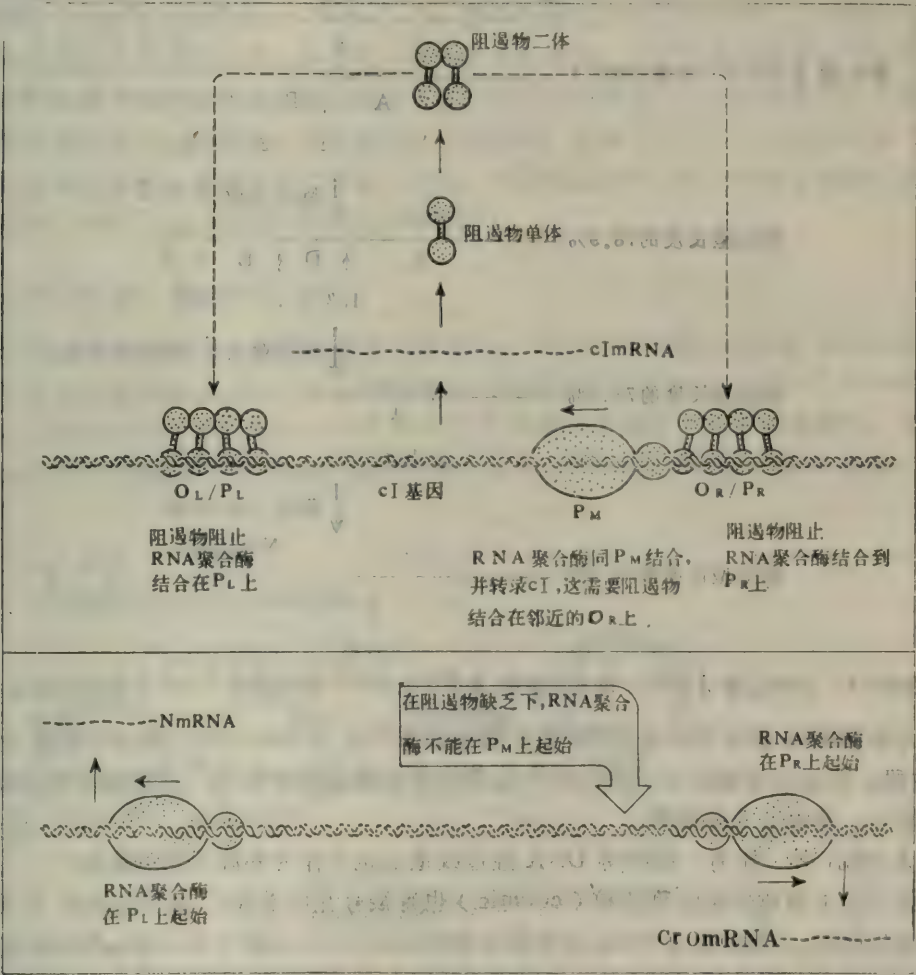 阻遏物二体
阻遏物单体
cImRNA
OL/PL
cI基因
PM
OR/PR
阻遏物阻止
RNA聚合酶
结合在PL上
RNA聚合酶同PM结合,
并转录cI,这需要阻遏物
结合在邻近的OR上.
阻遏物阻止
RNA聚合酶结合到
PR上
NmRNA
在阻遏物缺乏下,RNA聚合
酶不能在PM上起始
RNA聚合酶
在PR上起始
RNA聚合酶
在PL上起始
CromRNA